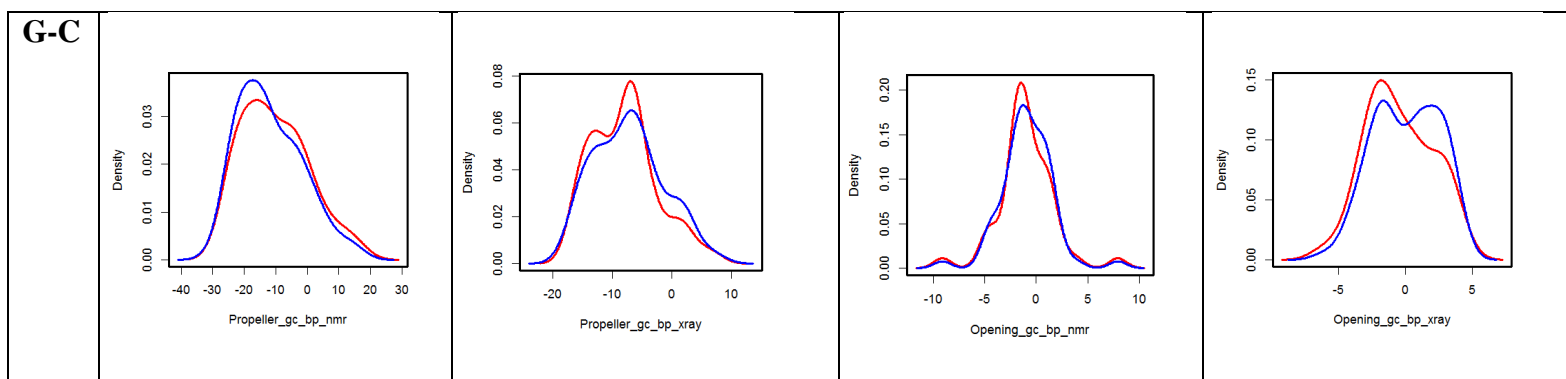 G-C
Density
0.00 0.01 0.02 0.03
-40 -30 -20 -10 0 10 20 30
Propeller_gc_bp_nmr
Density
0.00 0.02 0.04 0.06 0.08
-20 -10 0 10
Propeller_gc_bp_xray
Density
0.00 0.05 0.10 0.15 0.20
-10 -5 0 5 10
Opening_gc_bp_nmr
Density
0.00 0.05 0.10 0.15
-5 0 5
Opening_gc_bp_xray